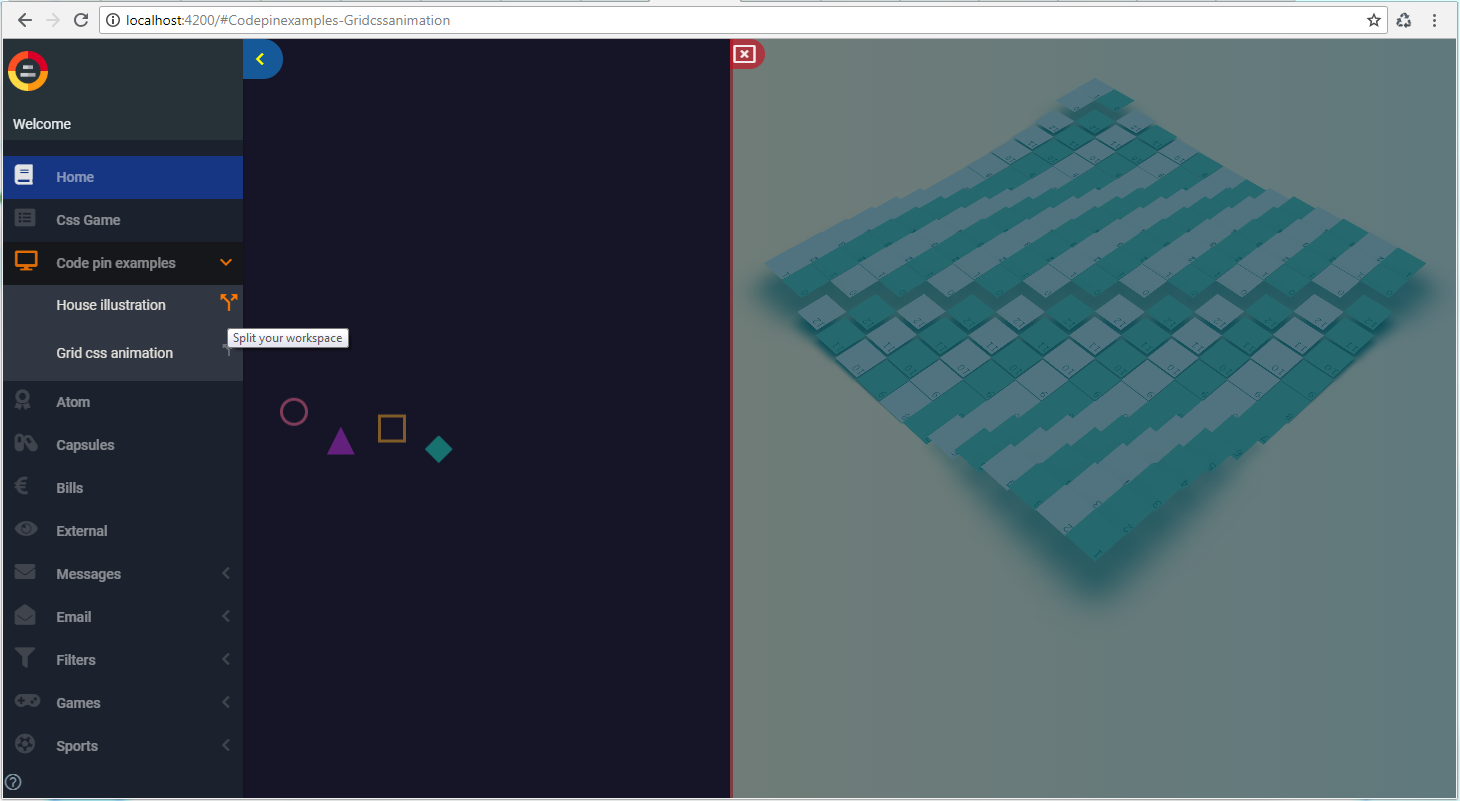 localhost:4200/#Codepinexamples-Gridcssanimation
Welcome
Home
Css Game
Code pin examples
House illustration
Split your workspace
Grid css animation
Atom
Capsules
Bills
External
Messages
Email
Filters
Games
Sports